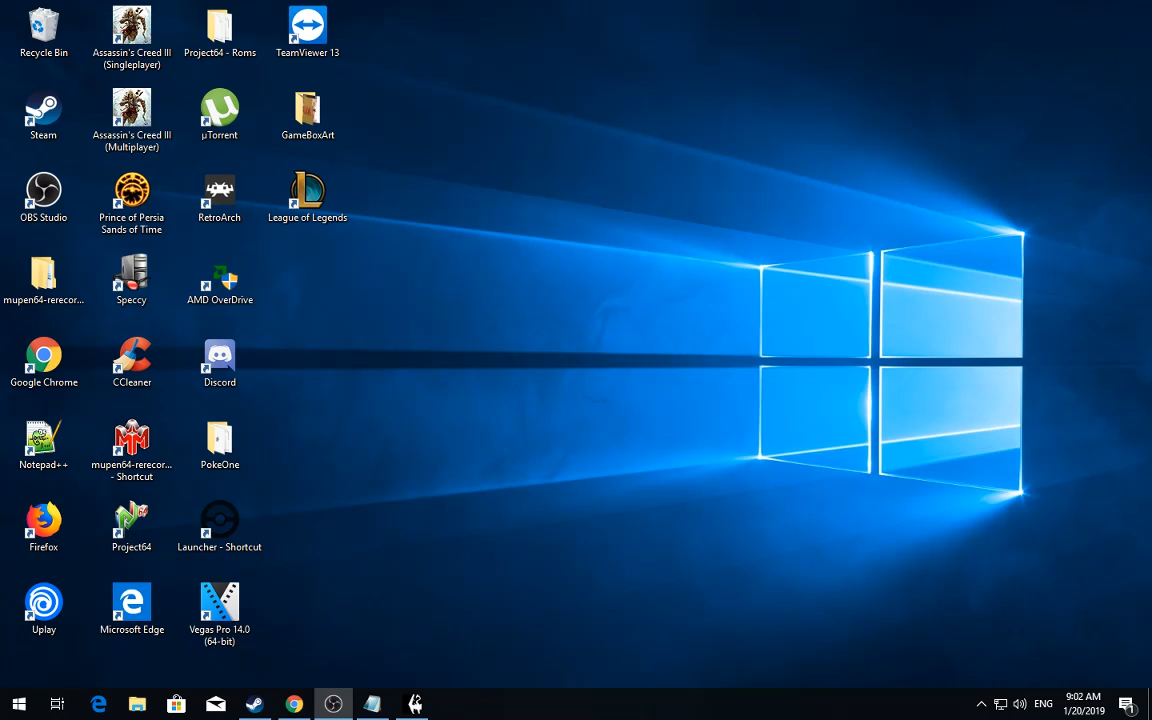 Recycle Bin
Assassin's Creed III
(Singleplayer)
Project64 - Roms
TeamViewer 13
Steam
Assassin's Creed III
(Multiplayer)
µTorrent
GameBoxArt
OBS Studio
Prince of Persia
Sands of Time
RetroArch
League of Legends
mupen64-rerecor...
Speccy
AMD OverDrive
Google Chrome
CCleaner
Discord
Notepad++
mupen64-rerecor...
- Shortcut
PokeOne
Firefox
Project64
Launcher - Shortcut
Uplay
Microsoft Edge
Vegas Pro 14.0
(64-bit)
ENG
9:02 AM
1/20/2019
1